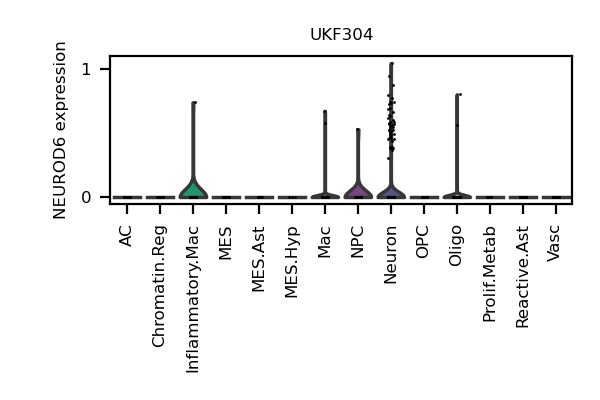 UKF304
NEUROD6 expression
1
0
AC
Chromatin.Reg
Inflammatory.Mac
MES
MES.Ast
MES.Hyp
Mac
NPC
Neuron
OPC
Oligo
Prolif.Metab
Reactive.Ast
Vasc